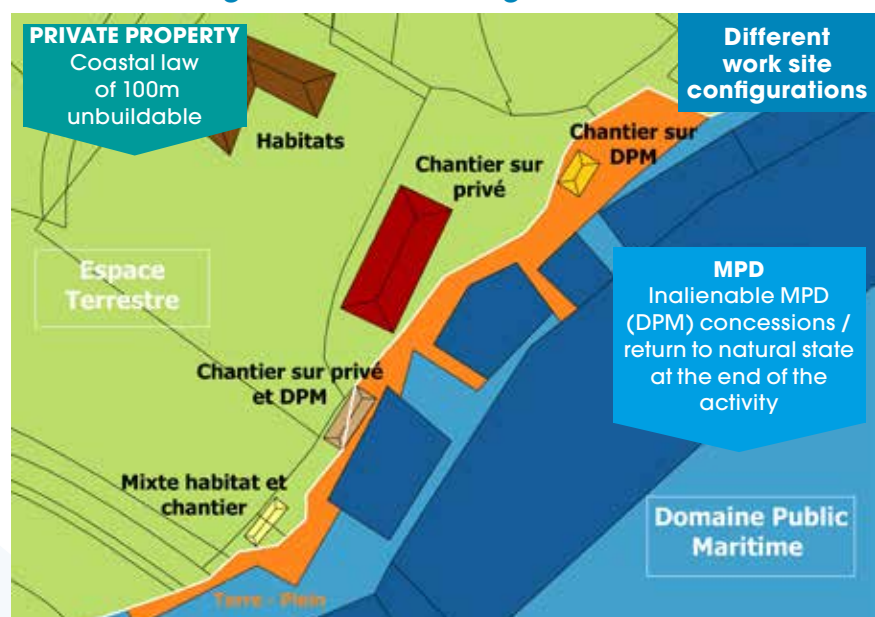 PRIVATE PROPERTY
Coastal law
of 100m
unbuildable
Different
work site
configurations
Habitats
Chantier sur
DPM
Chantier sur
privé
Espace
Terrestre
MPD
Inalienable MPD
(DPM) concessions /
return to natural state
at the end of the
activity
Chantier sur privé
et DPM
Mixte habitat et
chantier
Domaine Public
Maritime
Terre - Plein